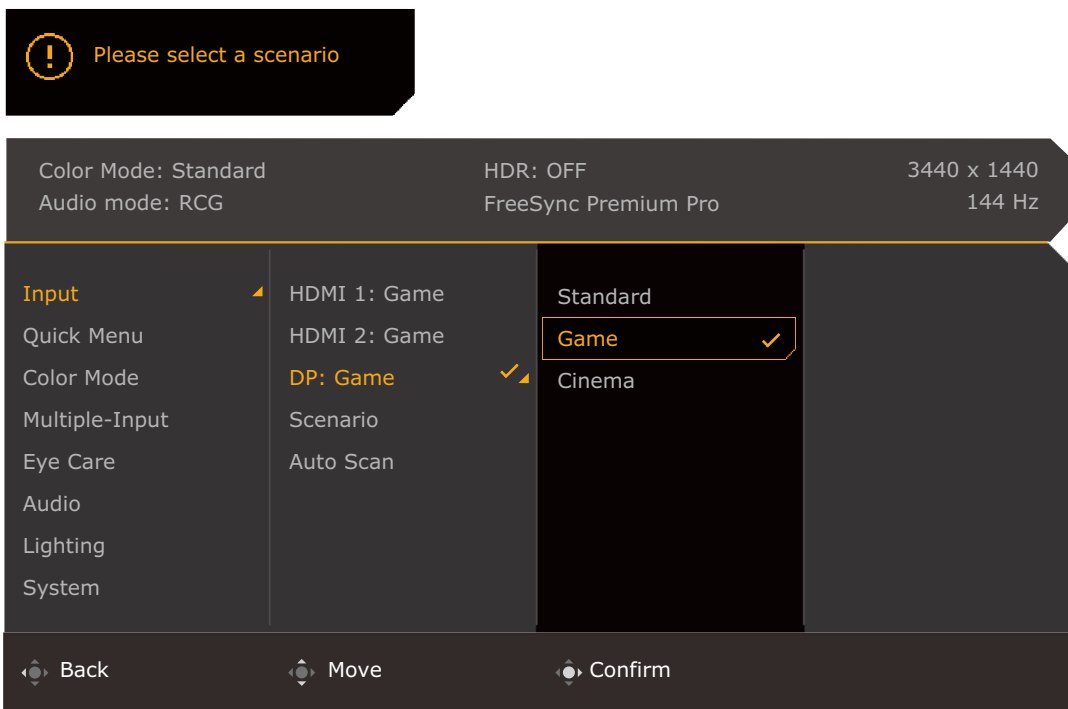 Please select a scenario
Color Mode: Standard
Audio mode: RCG
HDR: OFF
FreeSync Premium Pro
3440 x 1440
144 Hz
Input
Quick Menu
Color Mode
Multiple-Input
Eye Care
Audio
Lighting
System
HDMI 1: Game
HDMI 2: Game
DP: Game
Scenario
Auto Scan
Standard
Game
Cinema
Back
Move
Confirm